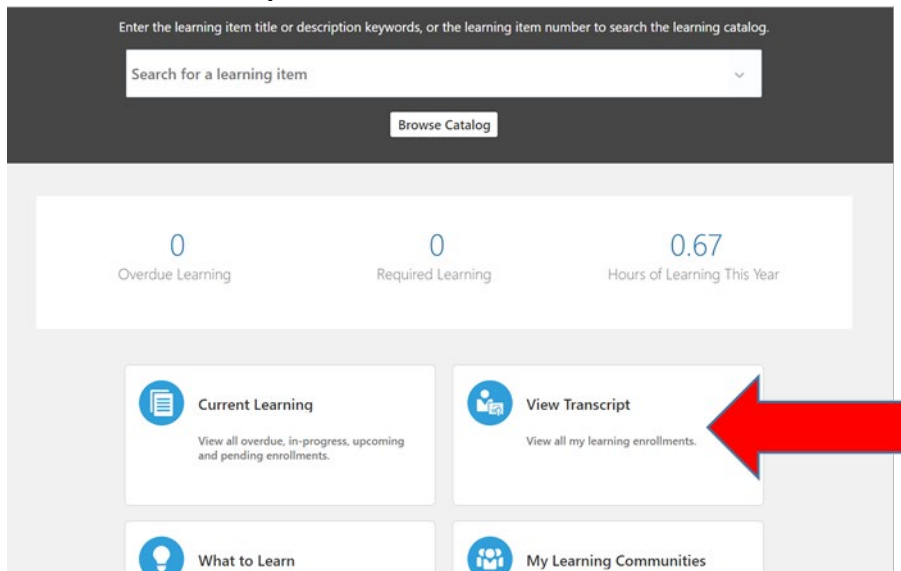 Enter the learning item title or description keywords, or the learning item number to search the learning catalog.
Search for a learning item
Browse Catalog
0
Overdue Learning
0
Required Learning
0.67
Hours of Learning This Year
Current Learning
View all overdue, in-progress, upcoming
and pending enrollments.
View Transcript
View all my learning enrollments.
What to Learn
My Learning Communities